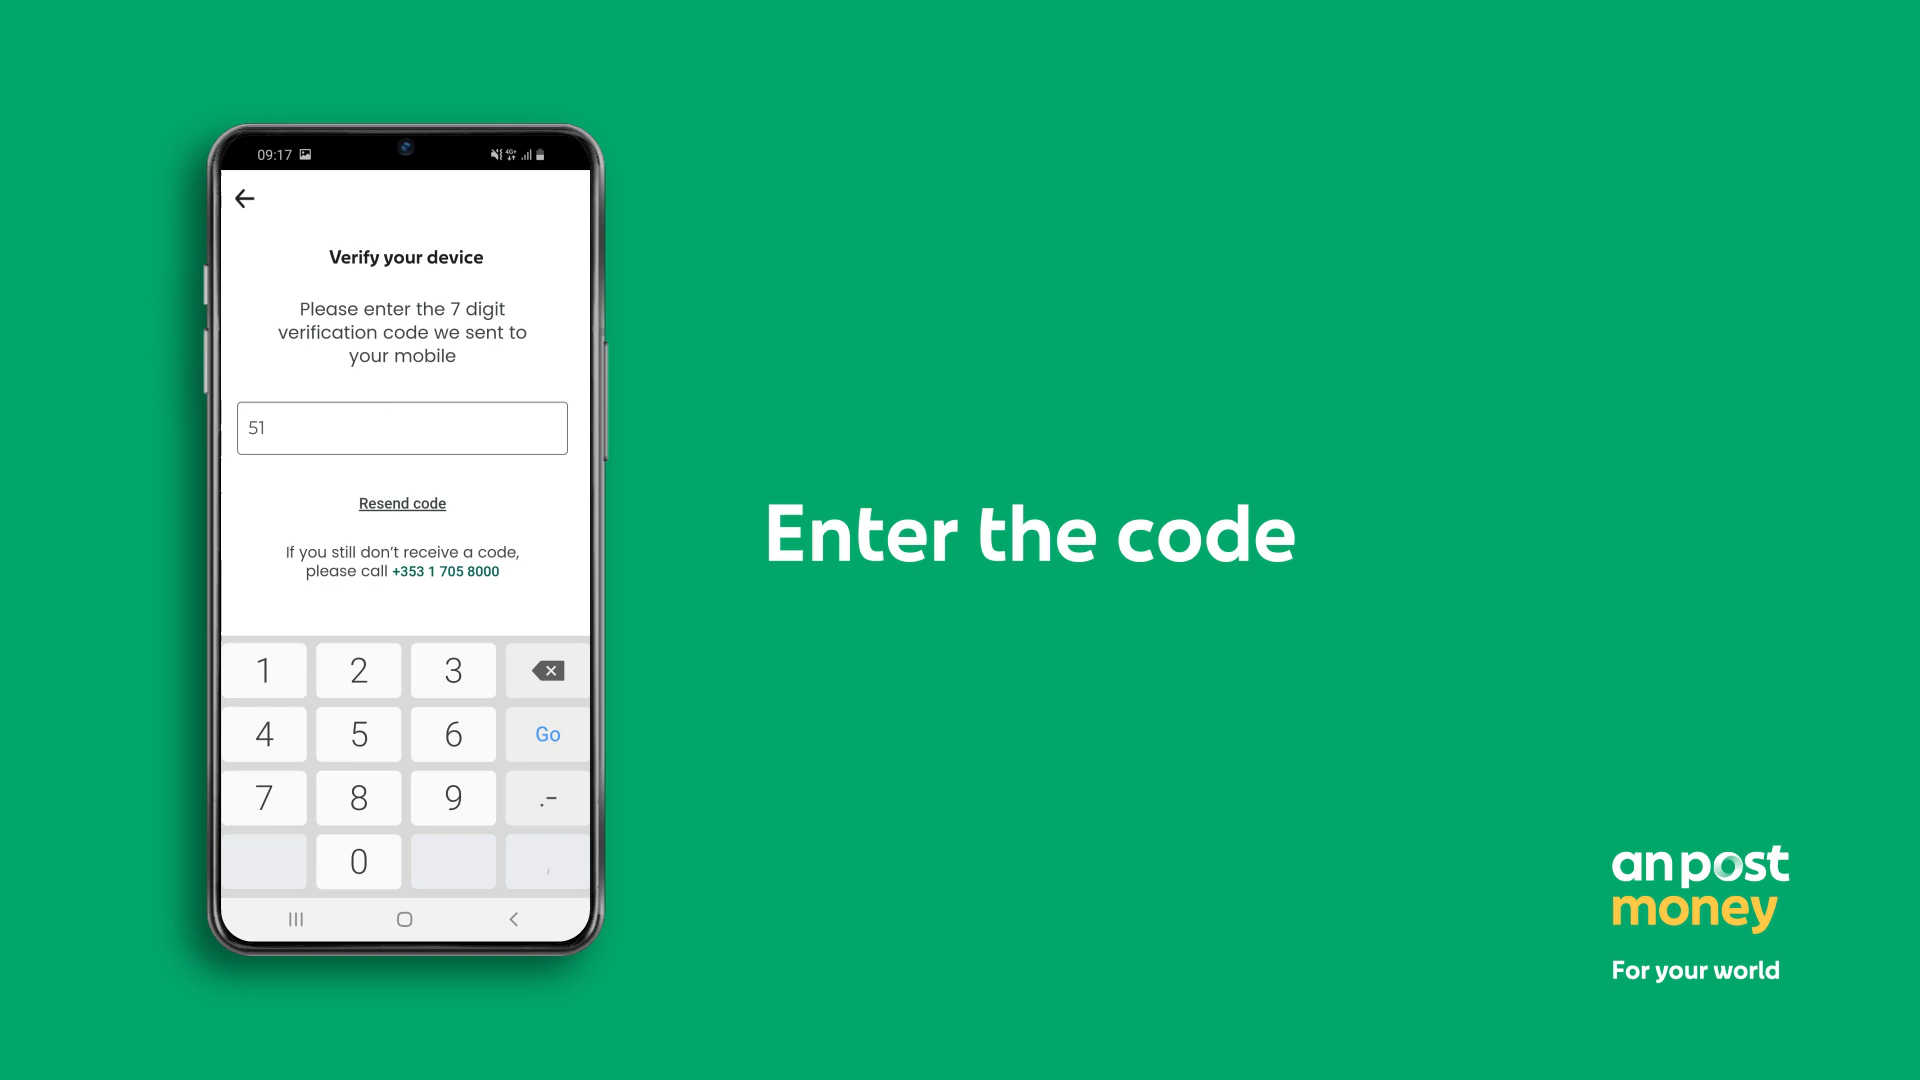 09:17
4G+
Verify your device
Please enter the 7 digit
verification code we sent to
your mobile
51
Resend code
If you still don't receive a code,
please call +353 1 705 8000
1 2 3
4 5 6 Go
7 8 9 .-
0 ,
Enter the code
an post
money
For your world